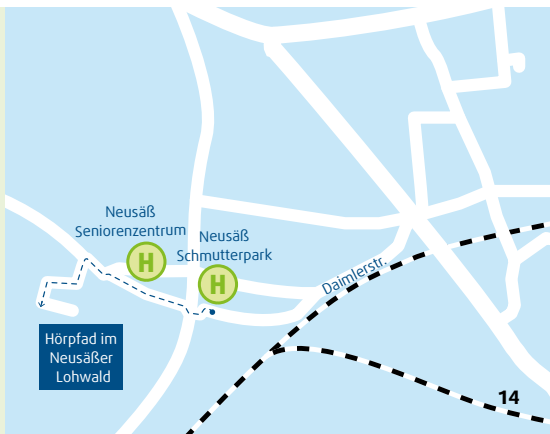 Neusäß
Seniorenzentrum
H
Neusäß
Schmutterpark
H
Daimlerstr.
Hörpfad im
Neusäßer
Lohwald
14